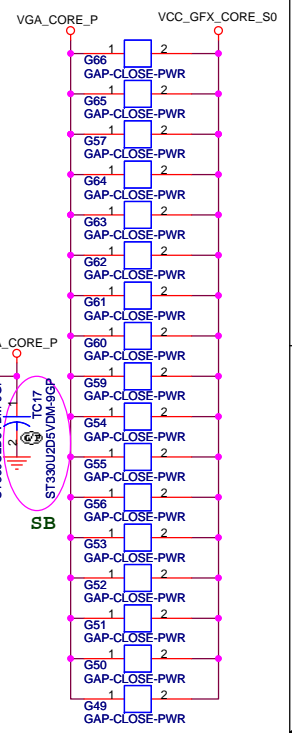 VGA_CORE_P
VCC_GFX_CORE_S0
1 2
G66
GAP-CLOSE-PWR
1 2
G65
GAP-CLOSE-PWR
1 2
G57
GAP-CLOSE-PWR
1 2
G64
GAP-CLOSE-PWR
1 2
G63
GAP-CLOSE-PWR
1 2
G62
GAP-CLOSE-PWR
1 2
G61
GAP-CLOSE-PWR
1 2
G60
GAP-CLOSE-PWR
1 2
G59
GAP-CLOSE-PWR
1 2
G54
GAP-CLOSE-PWR
1 2
G55
GAP-CLOSE-PWR
1 2
G56
GAP-CLOSE-PWR
1 2
G53
GAP-CLOSE-PWR
1 2
G52
GAP-CLOSE-PWR
1 2
G51
GAP-CLOSE-PWR
1 2
G50
GAP-CLOSE-PWR
1 2
G49
GAP-CLOSE-PWR
_CORE_P
1
2
TC17
ST330U2D5VDM-9GP
SB